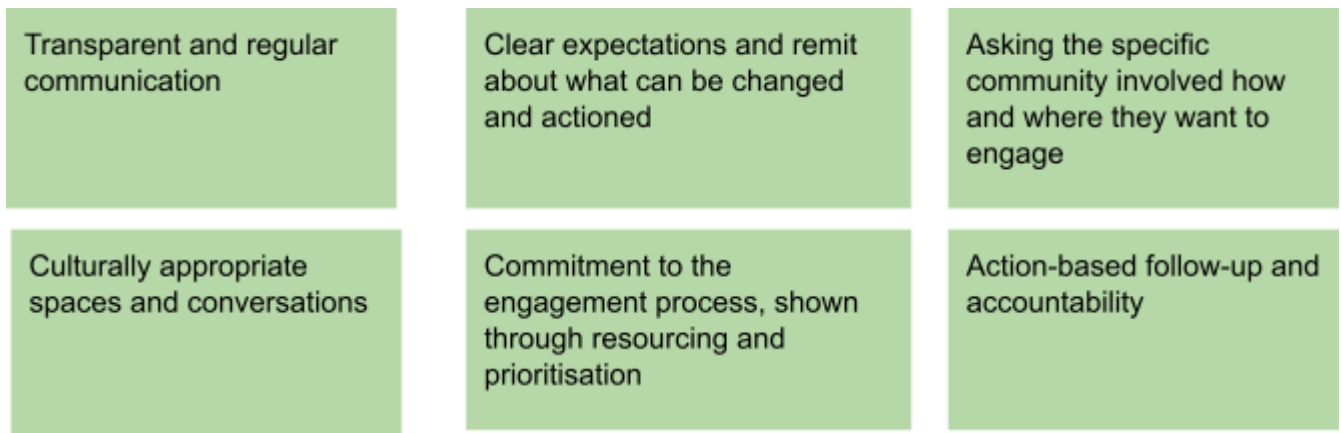 Transparent and regular
communication
Clear expectations and remit
about what can be changed
and actioned
Asking the specific
community involved how
and where they want to
engage
Culturally appropriate
spaces and conversations
Commitment to the
engagement process, shown
through resourcing and
prioritisation
Action-based follow-up and
accountability